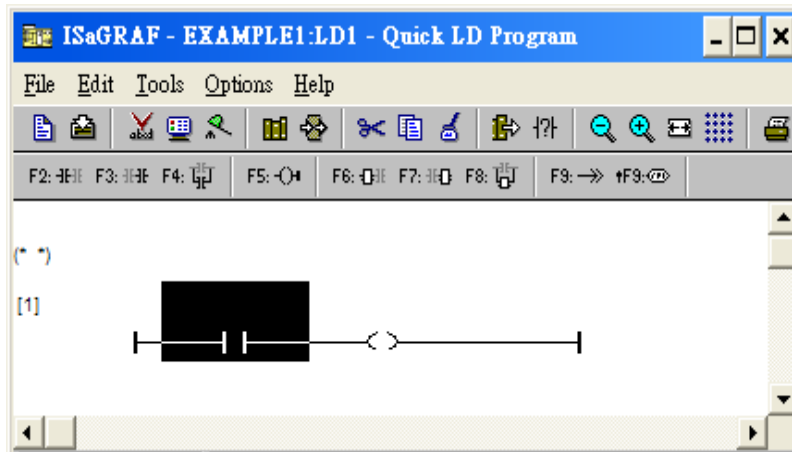 ISaGRAF - EXAMPLE1:LD1 - Quick LD Program
File Edit Tools Options Help
abcd
F2: F3: F4: F5: F6: F7: F8: F9: ↑F9:
(* *)
[1]